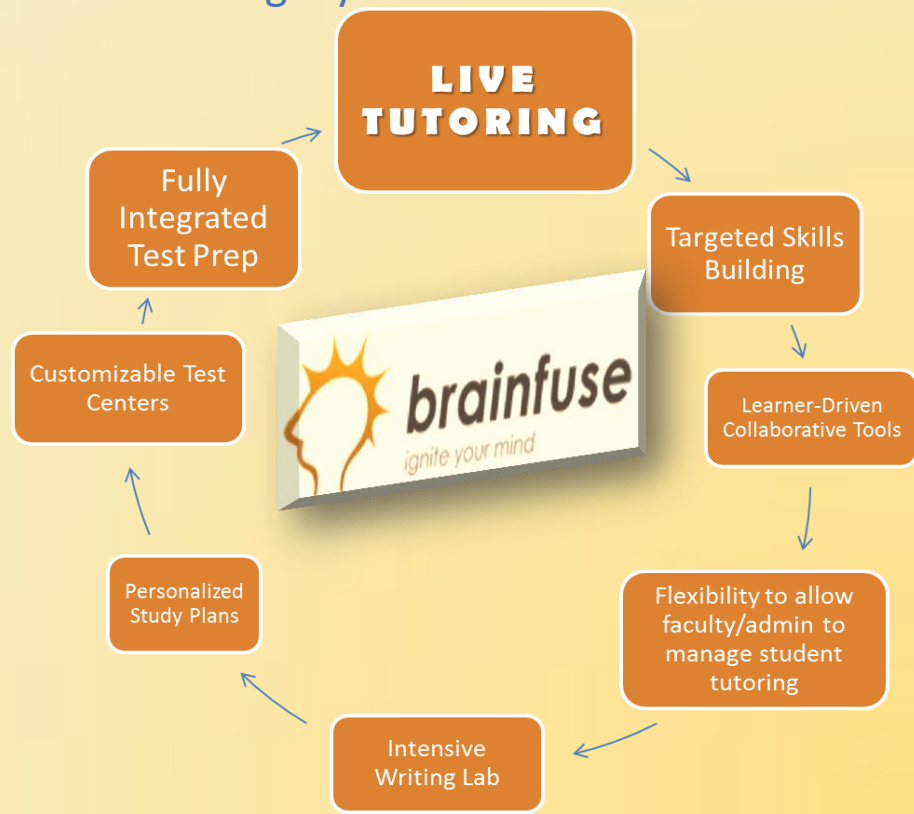 LIVE
TUTORING
Targeted Skills
Building
Learner-Driven
Collaborative Tools
Flexibility to allow
faculty/admin to
manage student
tutoring
Intensive
Writing Lab
Personalized
Study Plans
Customizable Test
Centers
Fully
Integrated
Test Prep
brainfuse
ignite your mind